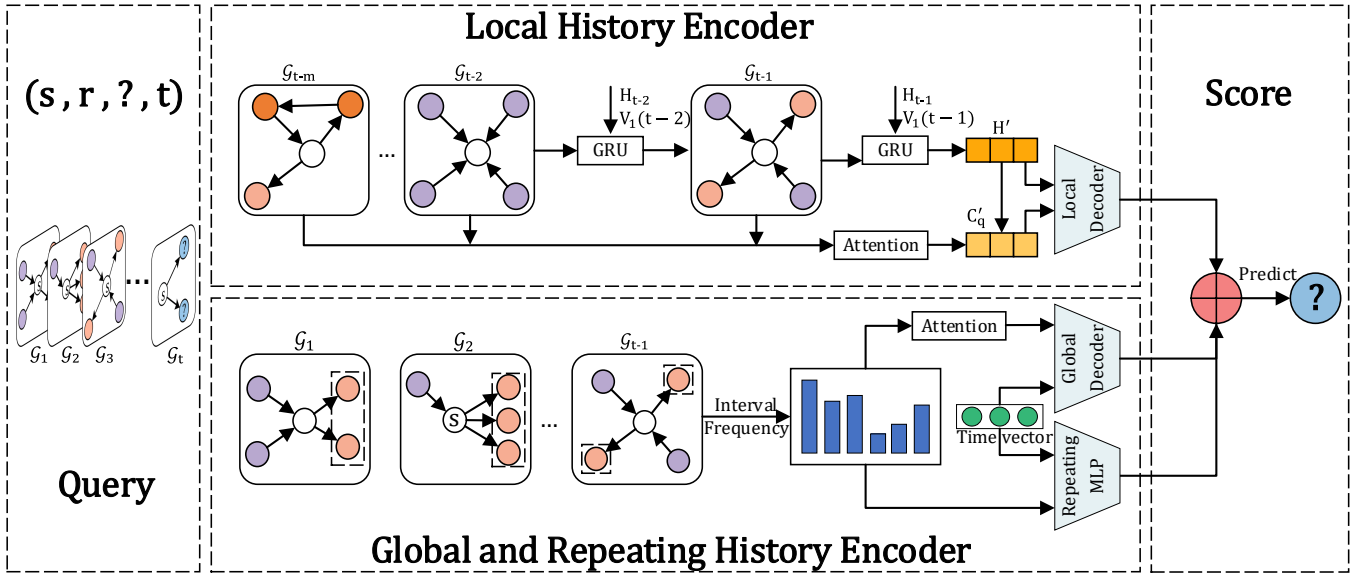 (s , r , ? , t)
S
S
S
?
?
...
𝒢1 𝒢2 𝒢3 𝒢t
Query
Local History Encoder
𝒢t-m
𝒢t-2
𝒢t-1
...
Ht-2
V1(t − 2)
GRU
Ht-1
V1(t − 1)
GRU
H′
C′q
Attention
Local
Decoder
𝒢1
𝒢2
𝒢t-1
S
...
Interval
Frequency
Attention
Global
Decoder
Time vector
Repeating
MLP
Global and Repeating History Encoder
Score
Predict
?